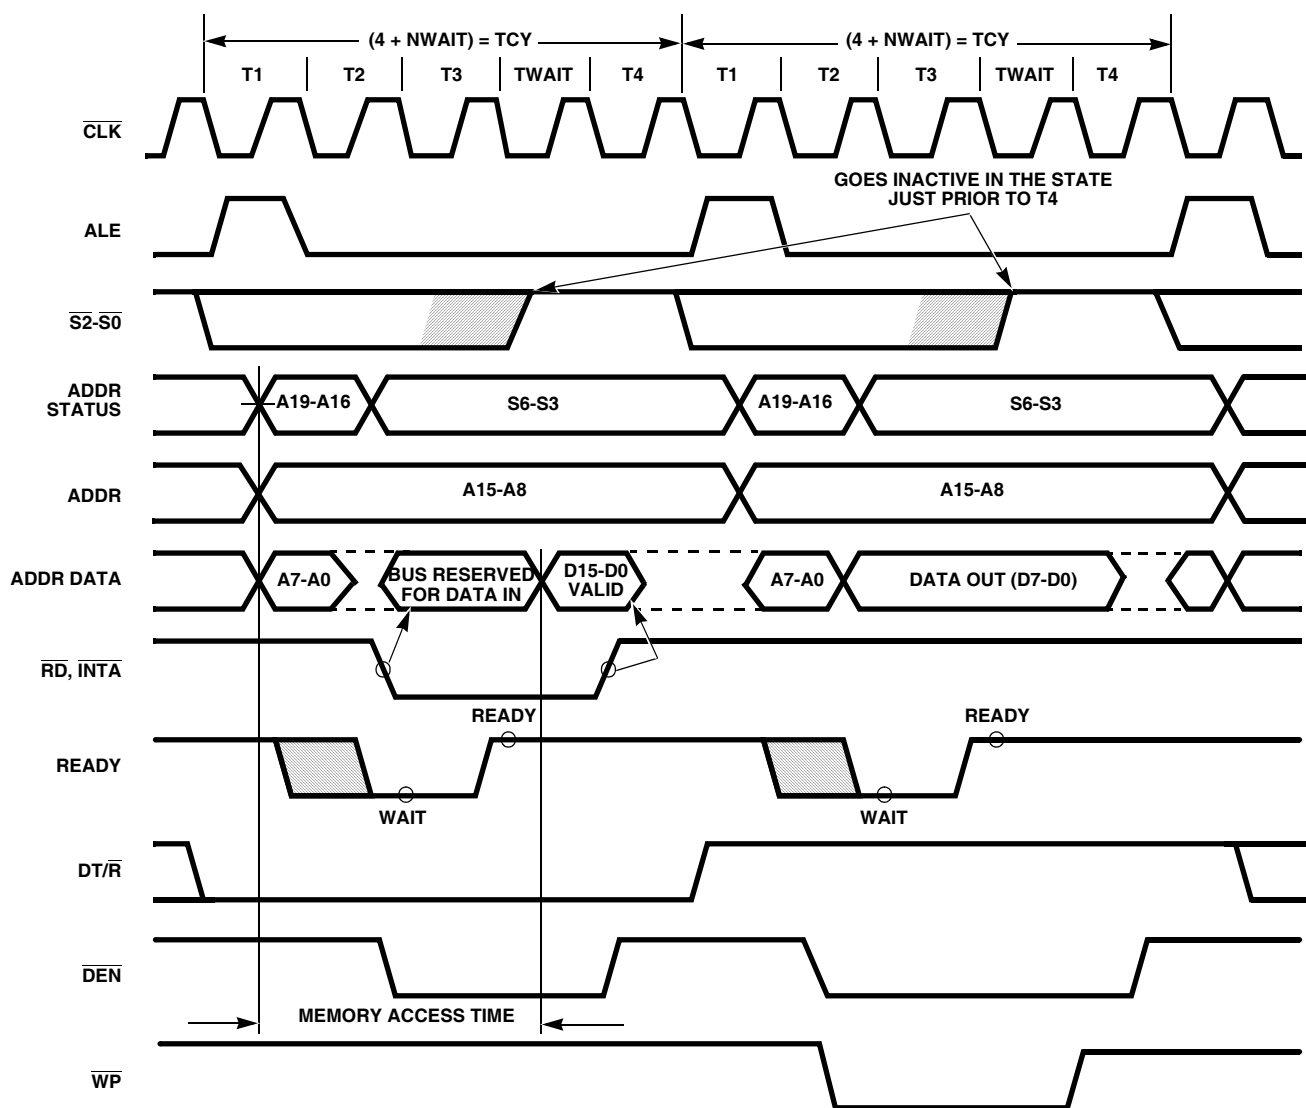 (4 + NWAIT) = TCY (4 + NWAIT) = TCY
T1 T2 T3 TWAIT T4 T1 T2 T3 TWAIT T4
CLK
GOES INACTIVE IN THE STATE
JUST PRIOR TO T4
ALE
S2-S0
ADDR
STATUS
A19-A16 S6-S3 A19-A16 S6-S3
ADDR A15-A8 A15-A8
ADDR DATA A7-A0
BUS RESERVED
FOR DATA IN
D15-D0
VALID
A7-A0 DATA OUT (D7-D0)
RD, INTA
READY READY
READY
WAIT WAIT
DT/R
DEN
MEMORY ACCESS TIME
WP